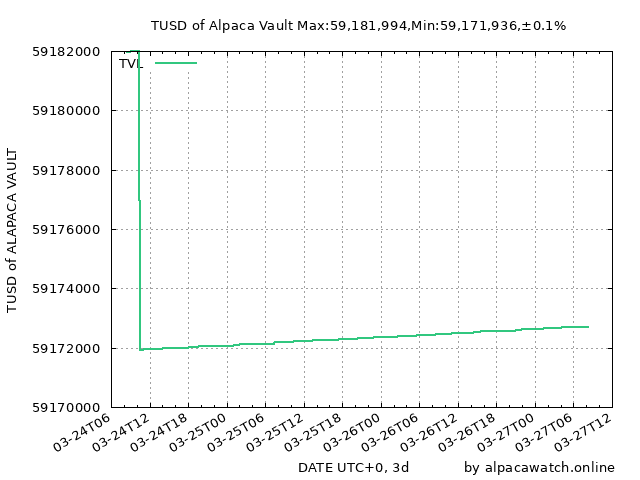 TUSD of Alpaca Vault Max:59,181,994,Min:59,171,936,±0.1%
TVL
59182000
59180000
59178000
59176000
59174000
59172000
59170000
TUSD of ALAPACA VAULT
03-24T06
03-24T12
03-24T18
03-25T00
03-25T06
03-25T12
03-25T18
03-26T00
03-26T06
03-26T12
03-26T18
03-27T00
03-27T06
03-27T12
DATE UTC+0, 3d
by alpacawatch.online